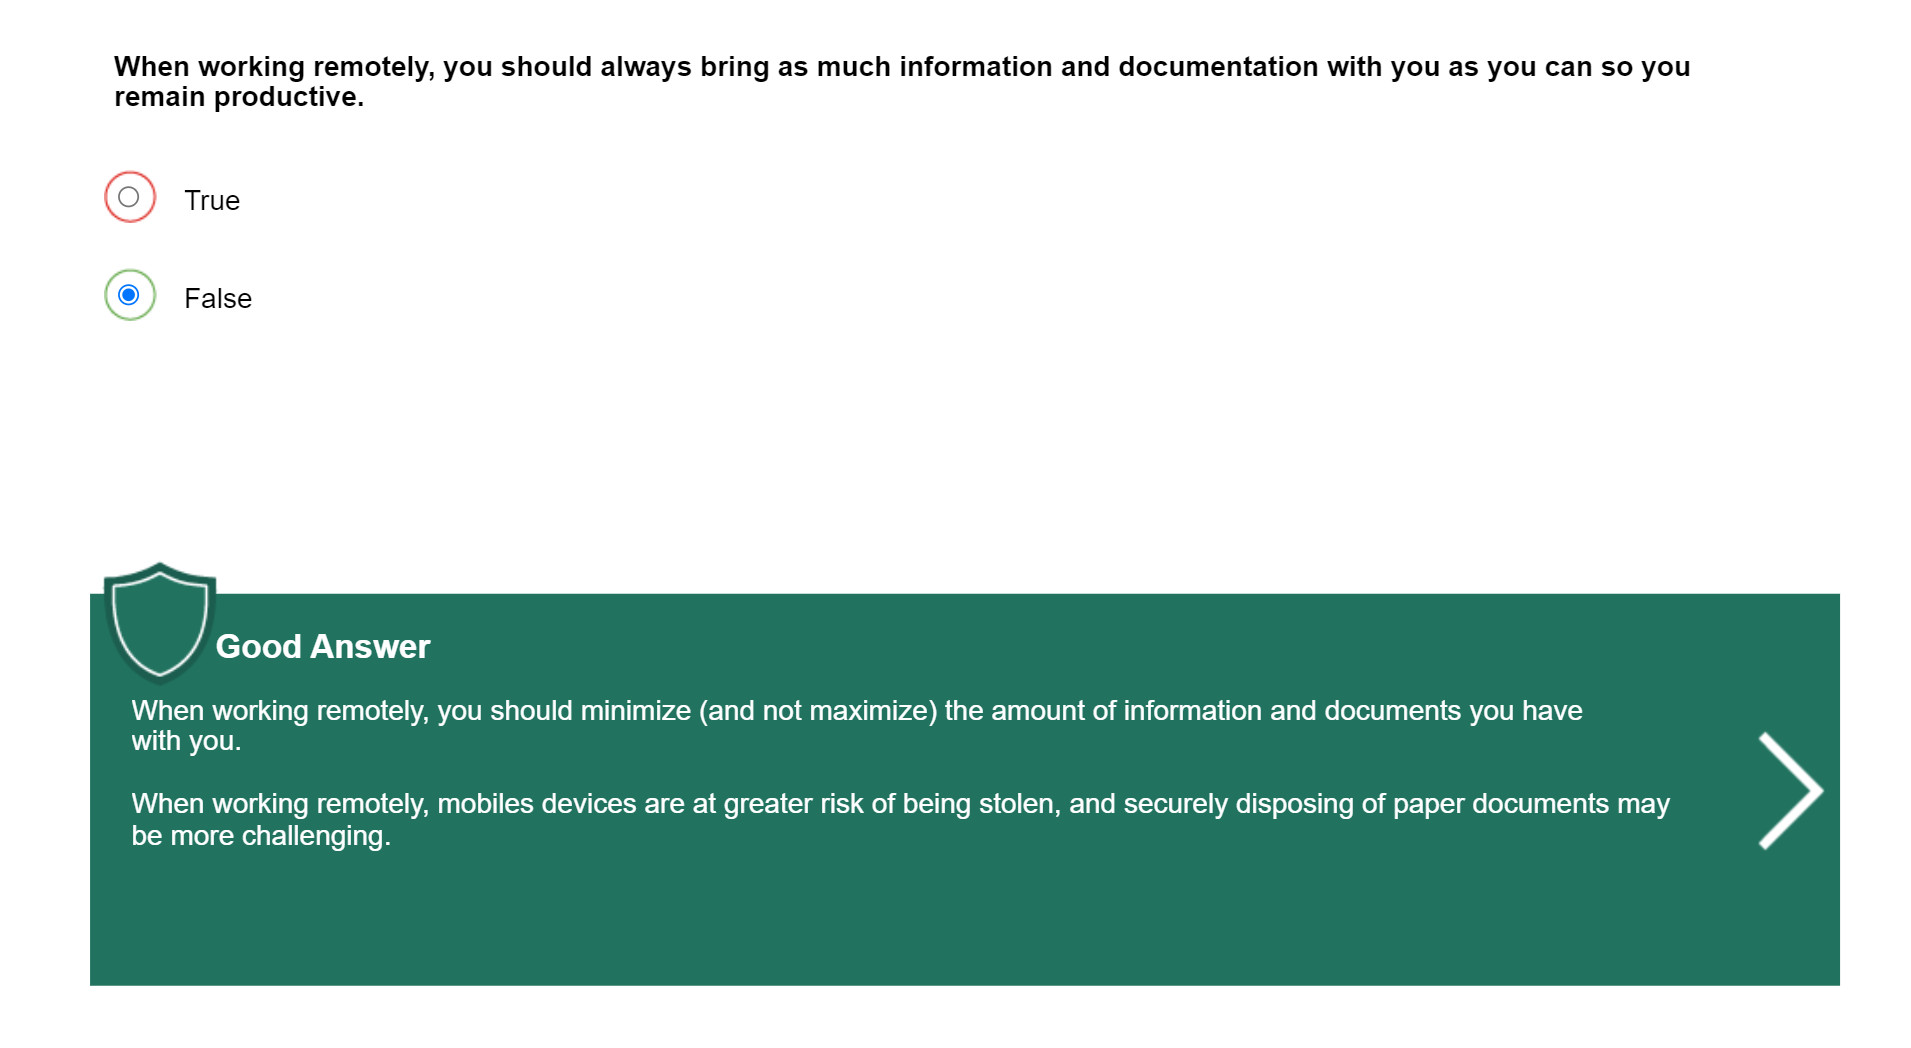 When working remotely, you should always bring as much information and documentation with you as you can so you
remain productive.
True
False
Good Answer
When working remotely, you should minimize (and not maximize) the amount of information and documents you have
with you.
When working remotely, mobiles devices are at greater risk of being stolen, and securely disposing of paper documents may
be more challenging.